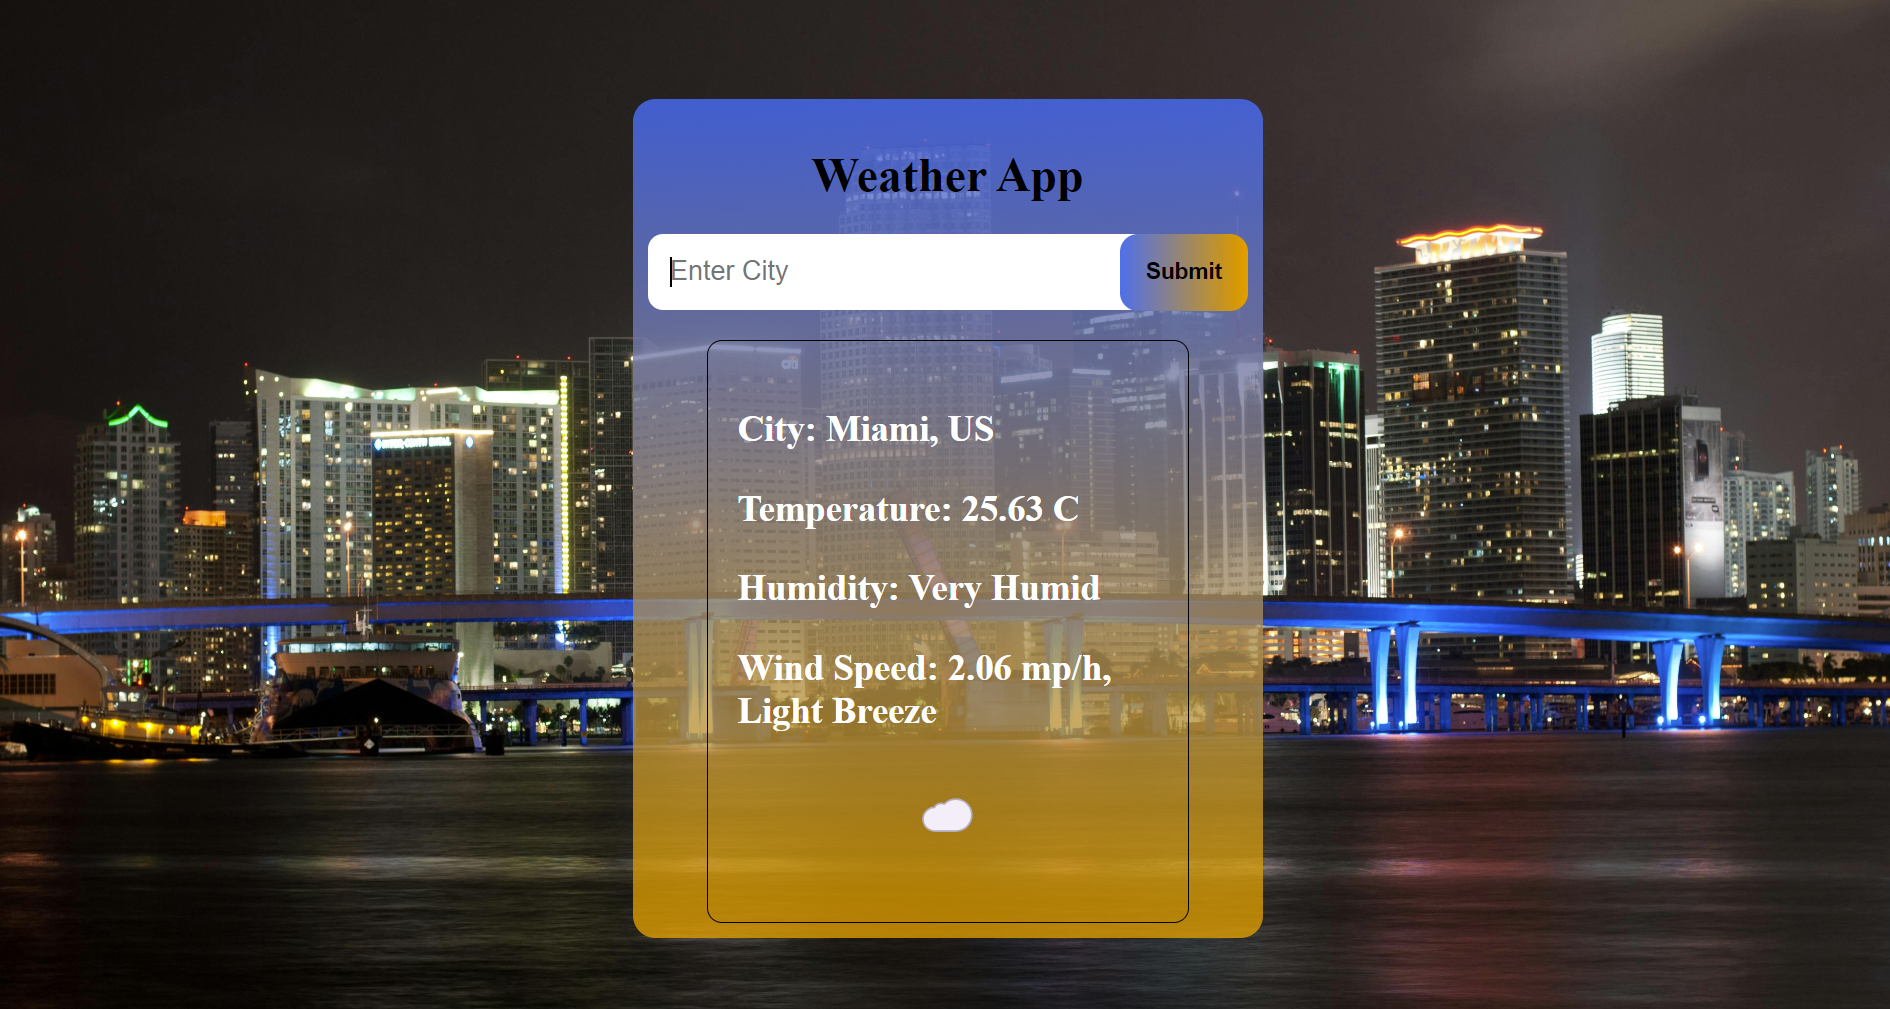 Weather App
Enter City
Submit
City: Miami, US
Temperature: 25.63 C
Humidity: Very Humid
Wind Speed: 2.06 mp/h,
Light Breeze